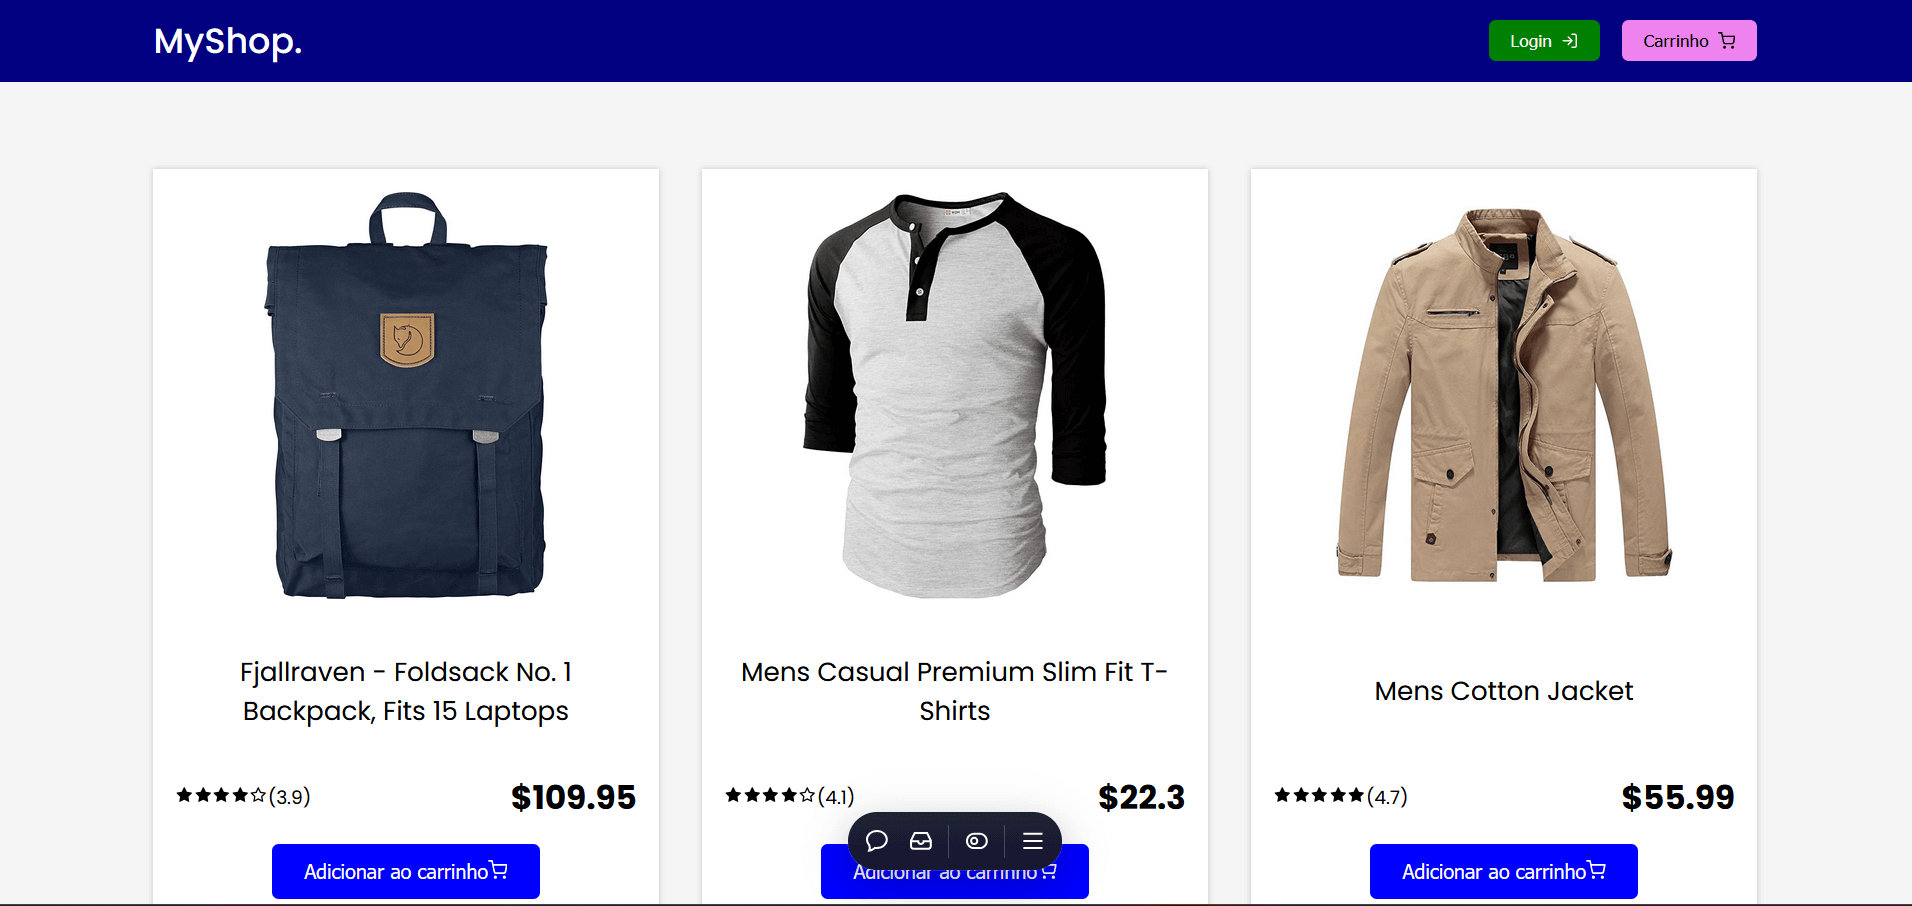 MyShop.
Login
Carrinho
Fjallraven - Foldsack No. 1
Backpack, Fits 15 Laptops
Mens Casual Premium Slim Fit T-
Shirts
Mens Cotton Jacket
(3.9)
$109.95
(4.1)
$22.3
(4.7)
$55.99
Adicionar ao carrinho
Adicionar ao carrinho
Adicionar ao carrinho